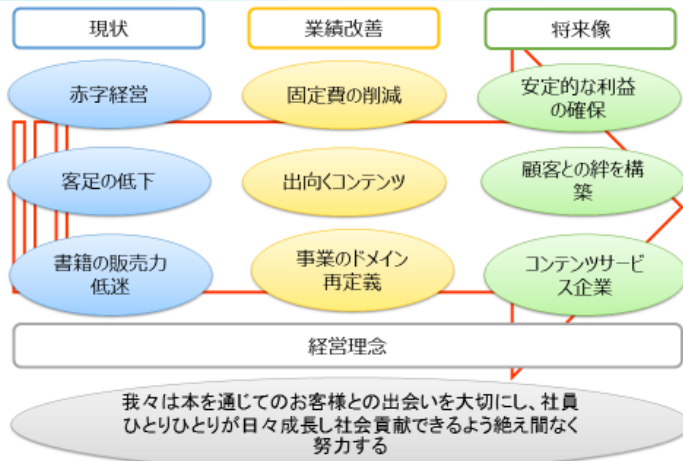 現状
業績改善
将来像
赤字経営
固定費の削減
安定的な利益
の確保
客足の低下
出向くコンテンツ
顧客との絆を構
築
書籍の販売力
低迷
事業のドメイン
再定義
コンテンツサービ
ス企業
経営理念
我々は本を通じてのお客様との出会いを大切にし、社員
ひとりひとりが日々成長し社会貢献できるよう絶え間なく
努力する